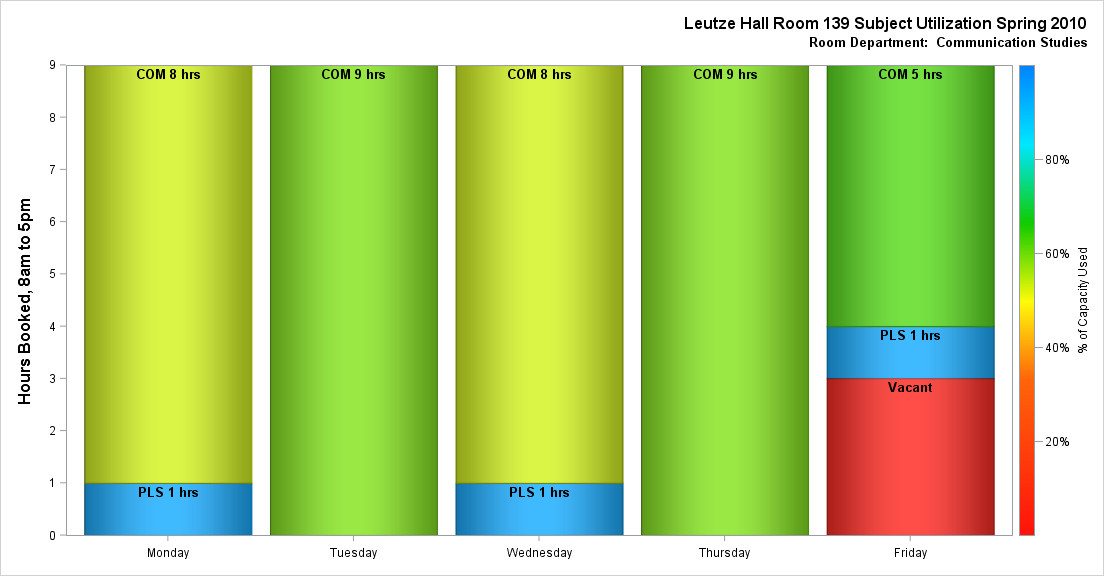 Leutze Hall Room 139 Subject Utilization Spring 2010
Room Department:  Communication Studies
Hours Booked, 8am to 5pm
9
8
7
6
5
4
3
2
1
0
COM 8 hrs
PLS 1 hrs
COM 9 hrs
COM 8 hrs
PLS 1 hrs
COM 9 hrs
COM 5 hrs
PLS 1 hrs
Vacant
Monday
Tuesday
Wednesday
Thursday
Friday
80%
60%
40%
20%
% of Capacity Used